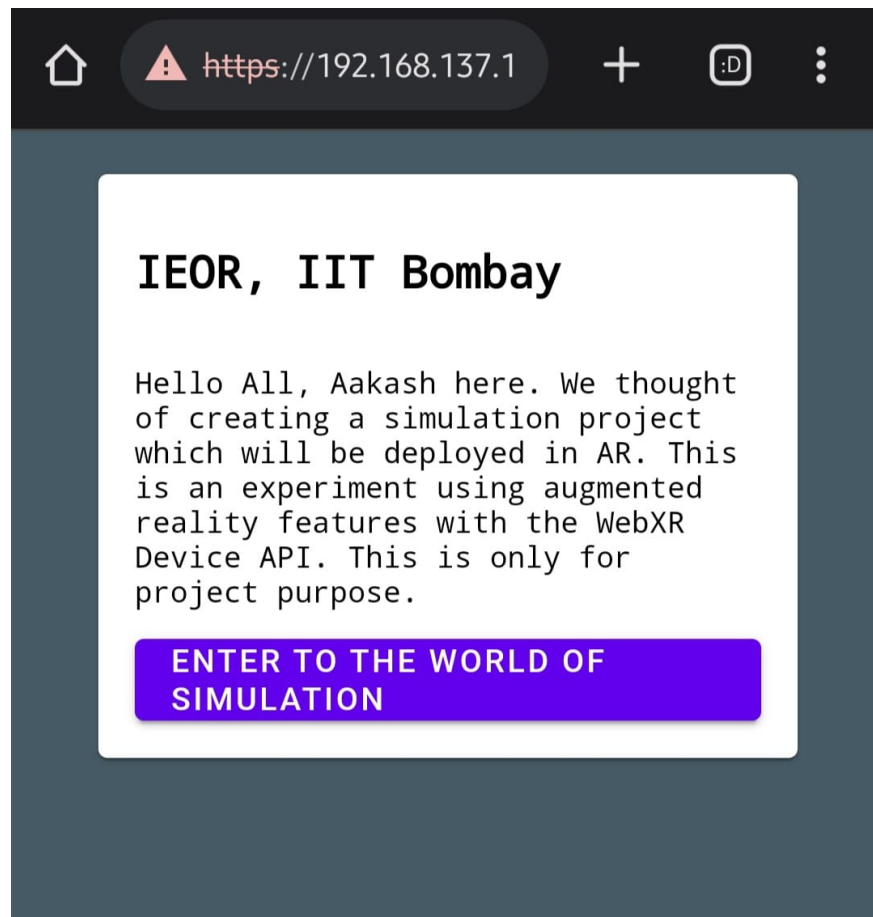 https://192.168.137.1
:D
IEOR, IIT Bombay
Hello All, Aakash here. We thought
of creating a simulation project
which will be deployed in AR. This
is an experiment using augmented
reality features with the WebXR
Device API. This is only for
project purpose.
ENTER TO THE WORLD OF
SIMULATION